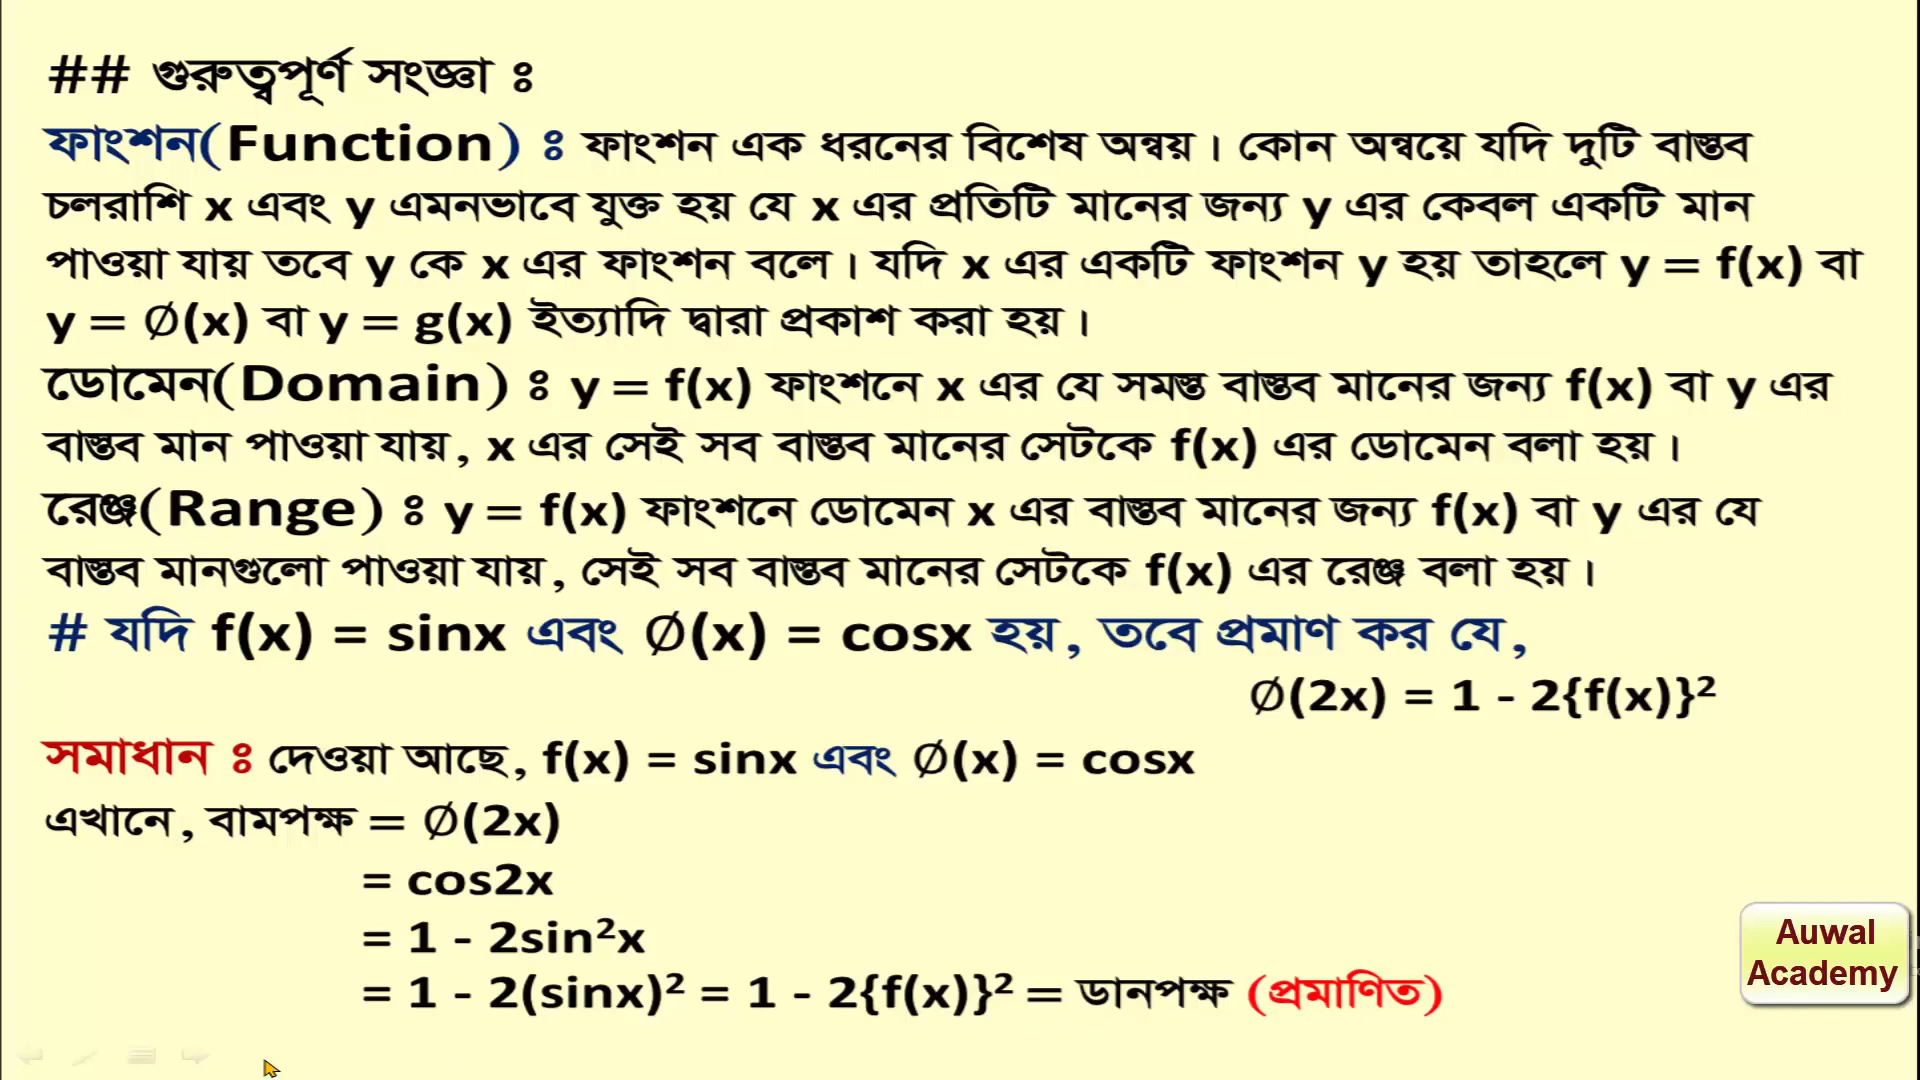 ## গুরুত্বপূর্ণ সংজ্ঞা ঃ
ফাংশন(Function) ঃ ফাংশন এক ধরনের বিশেষ অন্বয়। কোন অন্বয়ে যদি দুটি বাস্তব
চলরাশি x এবং y এমনভাবে যুক্ত হয় যে x এর প্রতিটি মানের জন্য y এর কেবল একটি মান
পাওয়া যায় তবে y কে x এর ফাংশন বলে। যদি x এর একটি ফাংশন y হয় তাহলে y = f(x) বা
y = ∅(x) বা y = g(x) ইত্যাদি দ্বারা প্রকাশ করা হয়।
ডোমেন(Domain) ঃ y = f(x) ফাংশনে x এর যে সমস্ত বাস্তব মানের জন্য f(x) বা y এর
বাস্তব মান পাওয়া যায়, x এর সেই সব বাস্তব মানের সেটকে f(x) এর ডোমেন বলা হয়।
রেঞ্জ(Range) ঃ y = f(x) ফাংশনে ডোমেন x এর বাস্তব মানের জন্য f(x) বা y এর যে
বাস্তব মানগুলো পাওয়া যায়, সেই সব বাস্তব মানের সেটকে f(x) এর রেঞ্জ বলা হয়।
# যদি f(x) = sinx এবং ∅(x) = cosx হয়, তবে প্রমাণ কর যে,
∅(2x) = 1 - 2{f(x)}²
সমাধান ঃ দেওয়া আছে, f(x) = sinx এবং ∅(x) = cosx
এখানে, বামপক্ষ = ∅(2x)
= cos2x
= 1 - 2sin²x
= 1 - 2(sinx)² = 1 - 2{f(x)}² = ডানপক্ষ (প্রমাণিত)
Auwal
Academy